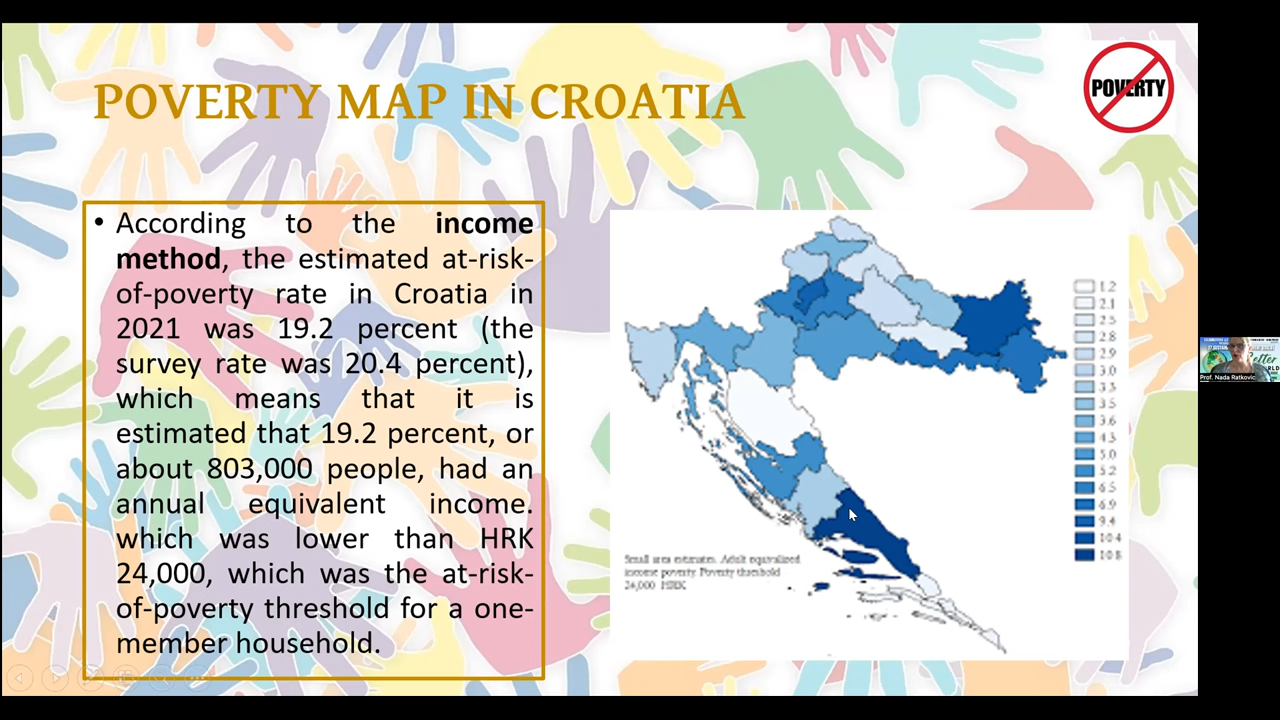 POVERTY MAP IN CROATIA
POVERTY
• According to the income
method, the estimated at-risk-
of-poverty rate in Croatia in
2021 was 19.2 percent (the
survey rate was 20.4 percent),
which means that it is
estimated that 19.2 percent, or
about 803,000 people, had an
annual equivalent income.
which was lower than HRK
24,000, which was the at-risk-
of-poverty threshold for a one-
member household.
1.2
2.1
2.5
2.8
2.9
3.0
3.3
3.5
3.6
4.3
5.0
5.2
6.5
6.9
9.4
10.4
10.8
Small area estimates. Adult equivalized
income poverty. Poverty threshold
24,000 HRK
Prof. Nada Ratkovic